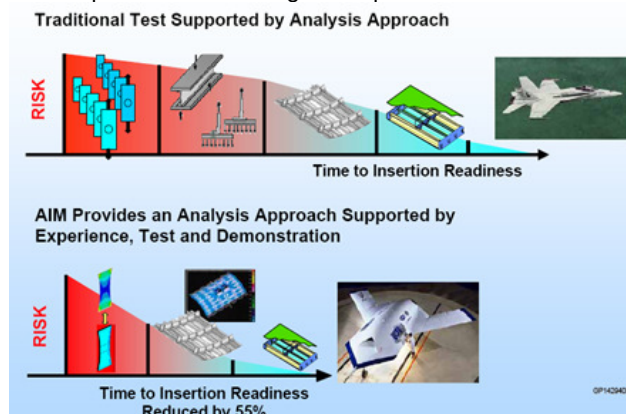 Traditional Test Supported by Analysis Approach
RISK
Time to Insertion Readiness
AIM Provides an Analysis Approach Supported by
Experience, Test and Demonstration
RISK
Time to Insertion Readiness
Reduced by 55%
GP142940